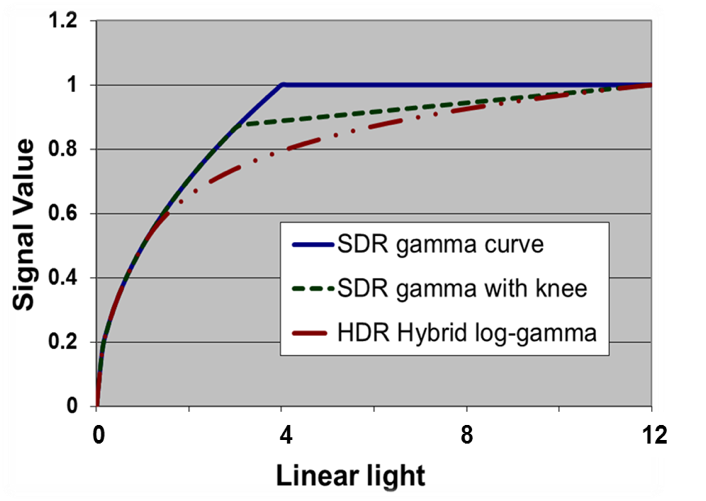 1.2
1
0.8
0.6
0.4
0.2
0
Signal Value
SDR gamma curve
SDR gamma with knee
HDR Hybrid log-gamma
0 4 8 12
Linear light